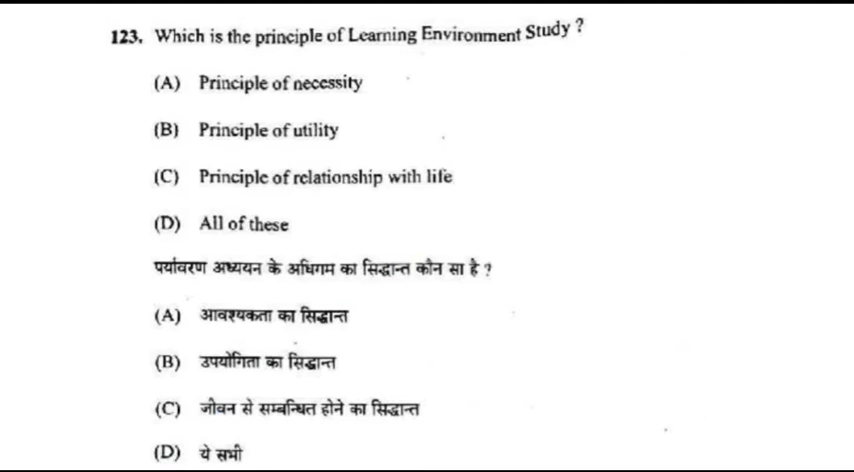 123. Which is the principle of Learning Environment Study ?
(A) Principle of necessity
(B) Principle of utility
(C) Principle of relationship with life
(D) All of these
पर्यावरण अध्ययन के अधिगम का सिद्धान्त कौन सा है ?
(A) आवश्यकता का सिद्धान्त
(B) उपयोगिता का सिद्धान्त
(C) जीवन से सम्बन्धित होने का सिद्धान्त
(D) ये सभी